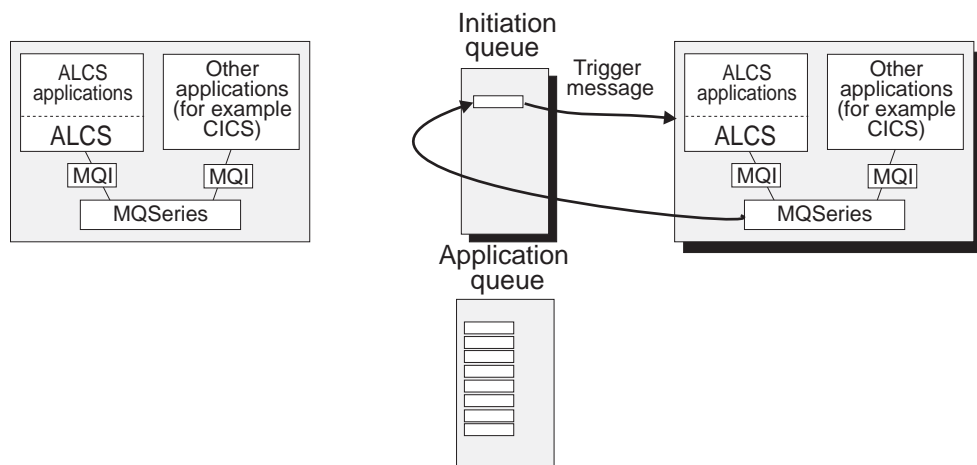 ALCS
applications
ALCS
Other
applications
(for example
CICS)
MQI
MQI
MQSeries
Initiation
queue
Trigger
message
ALCS
applications
ALCS
Other
applications
(for example
CICS)
MQI
MQI
MQSeries
Application
queue